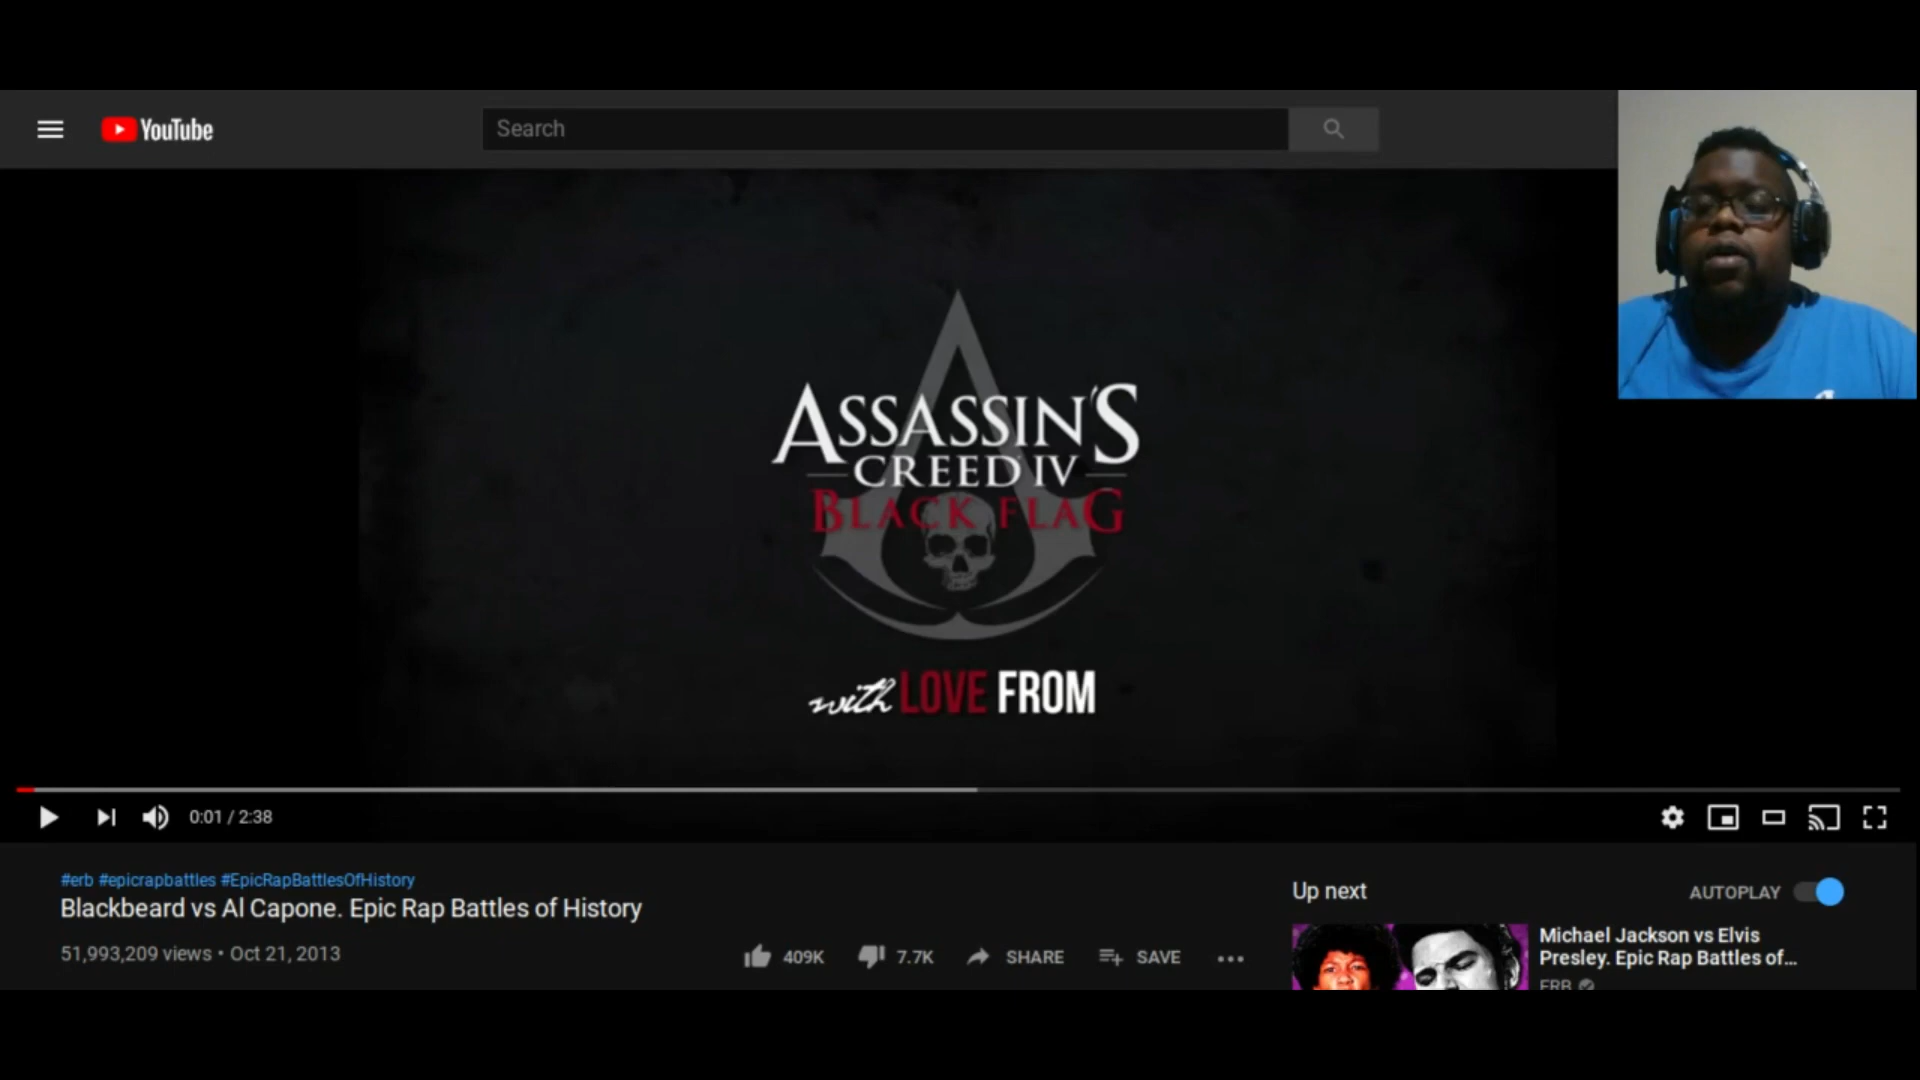 YouTube
Search
ASSASSIN'S
CREED IV
BLACK FLAG
with LOVE FROM
0:01 / 2:38
#erb #epicrapbattles #EpicRapBattlesOfHistory
Blackbeard vs Al Capone. Epic Rap Battles of History
51,993,209 views • Oct 21, 2013
409K
7.7K
SHARE
SAVE
Up next
AUTOPLAY
Michael Jackson vs Elvis
Presley. Epic Rap Battles of...
ERB